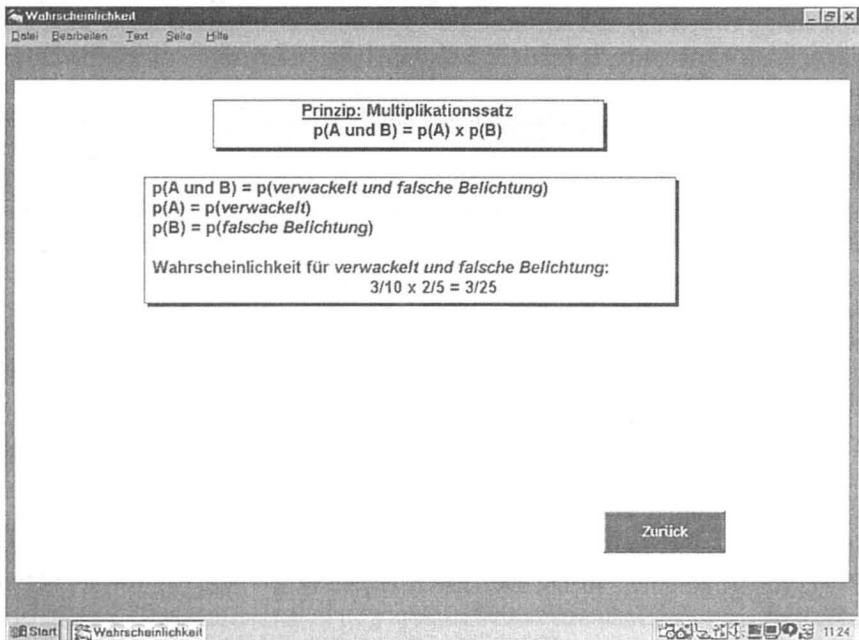 Wahrscheinlichkeit
Datei Bearbeiten Text Seite Hilfe
Prinzip: Multiplikationssatz
p(A und B) = p(A) x p(B)
p(A und B) = p(verwackelt und falsche Belichtung)
p(A) = p(verwackelt)
p(B) = p(falsche Belichtung)
Wahrscheinlichkeit für verwackelt und falsche Belichtung:
3/10 x 2/5 = 3/25
Zurück
Start Wahrscheinlichkeit 11:24